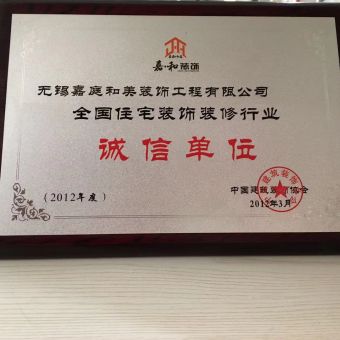 嘉·和装饰
无锡嘉庭和美装饰工程有限公司
全国住宅装饰装修行业
诚信单位
(2012年度)
中国建筑装饰协会
2012年3月